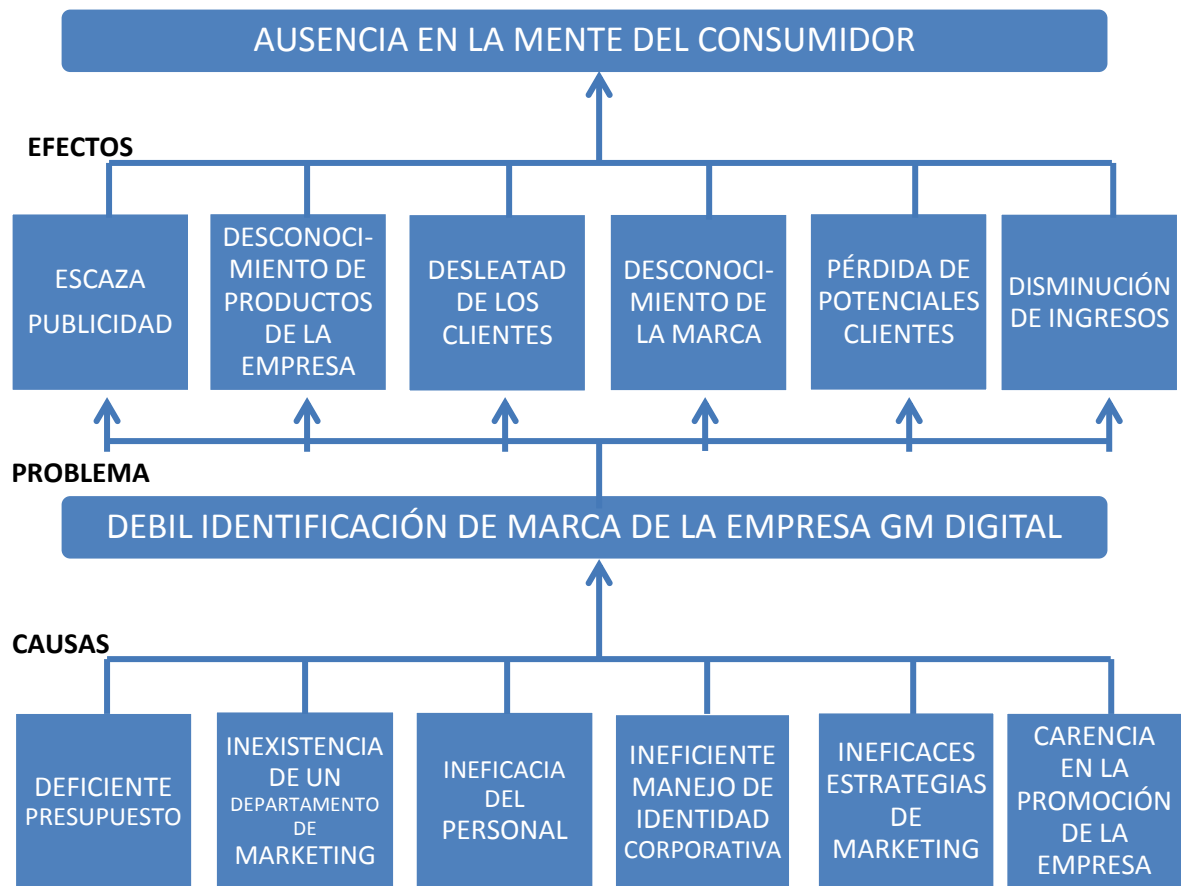 AUSENCIA EN LA MENTE DEL CONSUMIDOR
EFECTOS
ESCAZA
PUBLICIDAD
DESCONOCI-
MIENTO DE
PRODUCTOS
DE LA
EMPRESA
DESLEATAD
DE LOS
CLIENTES
DESCONOCI-
MIENTO DE
LA MARCA
PÉRDIDA DE
POTENCIALES
CLIENTES
DISMINUCIÓN
DE INGRESOS
PROBLEMA
DEBIL IDENTIFICACIÓN DE MARCA DE LA EMPRESA GM DIGITAL
CAUSAS
DEFICIENTE
PRESUPUESTO
INEXISTENCIA
DE UN
DEPARTAMENTO
DE
MARKETING
INEFICACIA
DEL
PERSONAL
INEFICIENTE
MANEJO DE
IDENTIDAD
CORPORATIVA
INEFICACES
ESTRATEGIAS
DE
MARKETING
CARENCIA
EN LA
PROMOCIÓN
DE LA
EMPRESA